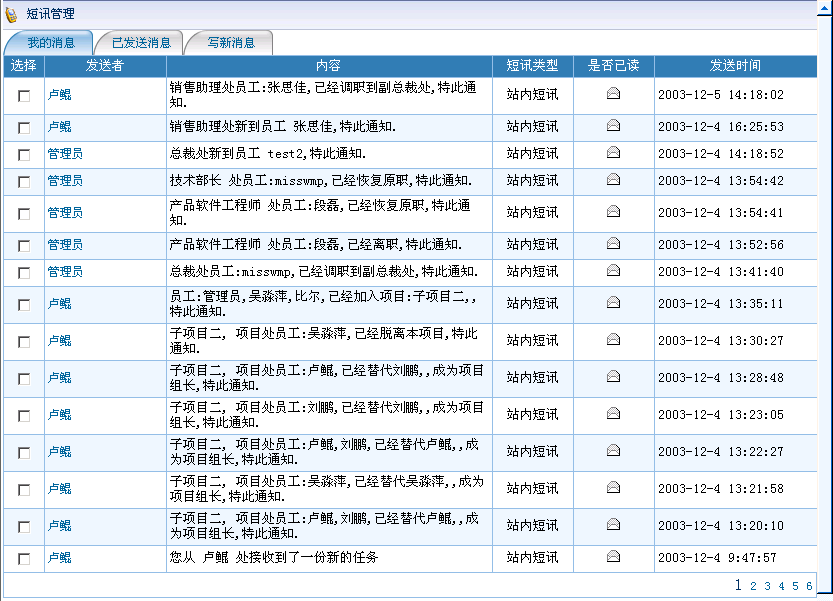 短讯管理
我的消息 已发送消息 写新消息
选择 发送者 内容 短讯类型 是否已读 发送时间
卢鲲 销售助理处员工:张思佳,已经调职到副总裁处,特此通 站内短讯 2003-12-5 14:18:02
知.
卢鲲 销售助理处新到员工 张思佳,特此通知. 站内短讯 2003-12-4 16:25:53
管理员 总裁处新到员工 test2,特此通知. 站内短讯 2003-12-4 14:18:52
管理员 技术部长 处员工:misswmp,已经恢复原职,特此通知. 站内短讯 2003-12-4 13:54:42
管理员 产品软件工程师 处员工:段磊,已经恢复原职,特此通 站内短讯 2003-12-4 13:54:41
知.
管理员 产品软件工程师 处员工:段磊,已经离职,特此通知. 站内短讯 2003-12-4 13:52:56
管理员 总裁处员工:misswmp,已经调职到副总裁处,特此通知. 站内短讯 2003-12-4 13:41:40
卢鲲 员工:管理员,吴淼萍,比尔,已经加入项目:子项目二,, 站内短讯 2003-12-4 13:35:11
特此通知.
卢鲲 子项目二, 项目处员工:吴淼萍,已经脱离本项目,特此 站内短讯 2003-12-4 13:30:27
通知.
卢鲲 子项目二, 项目处员工:卢鲲,已经替代刘鹏,,成为项目 站内短讯 2003-12-4 13:28:48
组长,特此通知.
卢鲲 子项目二, 项目处员工:刘鹏,已经替代刘鹏,,成为项目 站内短讯 2003-12-4 13:23:05
组长,特此通知.
卢鲲 子项目二, 项目处员工:卢鲲,刘鹏,已经替代卢鲲,,成 站内短讯 2003-12-4 13:22:27
为项目组长,特此通知.
卢鲲 子项目二, 项目处员工:吴淼萍,已经替代吴淼萍,,成为 站内短讯 2003-12-4 13:21:58
项目组长,特此通知.
卢鲲 子项目二, 项目处员工:卢鲲,刘鹏,已经替代卢鲲,,成 站内短讯 2003-12-4 13:20:10
为项目组长,特此通知.
卢鲲 您从 卢鲲 处接收到了一份新的任务 站内短讯 2003-12-4 9:47:57
1 2 3 4 5 6